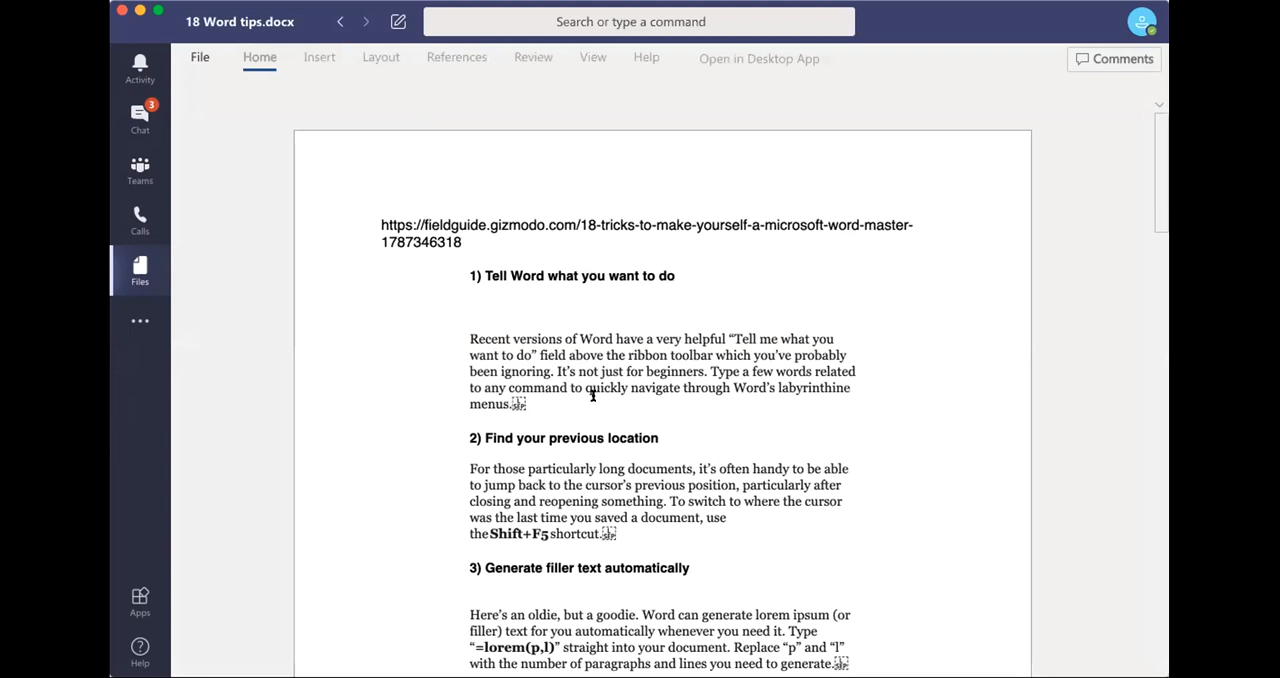 18 Word tips.docx
Search or type a command
File Home Insert Layout References Review View Help Open in Desktop App Comments
Activity
3
Chat
Teams
Calls
Files
Apps
Help
https://fieldguide.gizmodo.com/18-tricks-to-make-yourself-a-microsoft-word-master-
1787346318
1) Tell Word what you want to do
Recent versions of Word have a very helpful “Tell me what you
want to do” field above the ribbon toolbar which you’ve probably
been ignoring. It’s not just for beginners. Type a few words related
to any command to quickly navigate through Word’s labyrinthine
menus.
2) Find your previous location
For those particularly long documents, it’s often handy to be able
to jump back to the cursor’s previous position, particularly after
closing and reopening something. To switch to where the cursor
was the last time you saved a document, use
theShift+F5shortcut.
3) Generate filler text automatically
Here’s an oldie, but a goodie. Word can generate lorem ipsum (or
filler) text for you automatically whenever you need it. Type
“=lorem(p,l)” straight into your document. Replace “p” and “l”
with the number of paragraphs and lines you need to generate.